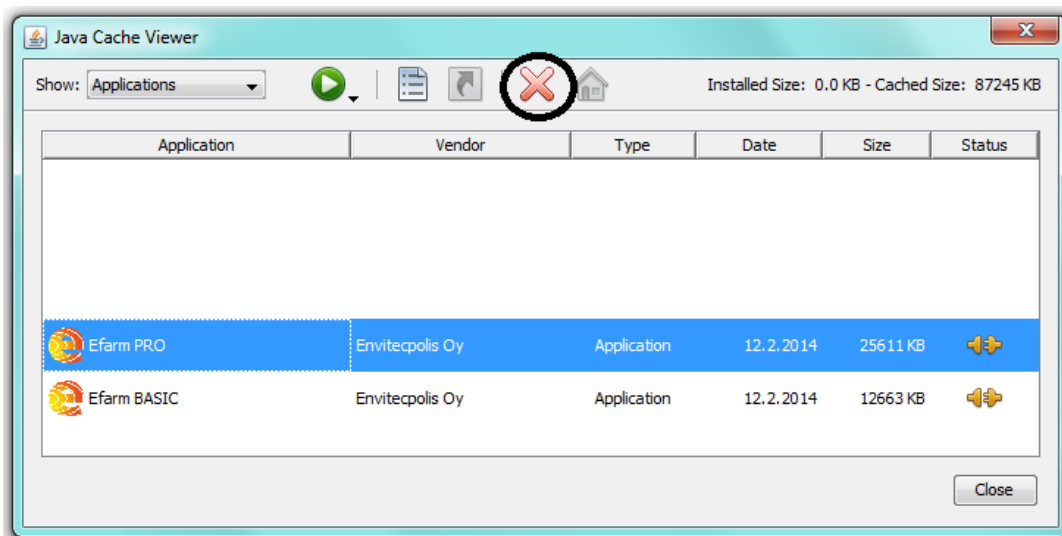 Java Cache Viewer
Show: Applications
Installed Size: 0.0 KB - Cached Size: 87245 KB
Application Vendor Type Date Size Status
Efarm PRO Envitecpolis Oy Application 12.2.2014 25611 KB
Efarm BASIC Envitecpolis Oy Application 12.2.2014 12663 KB
Close